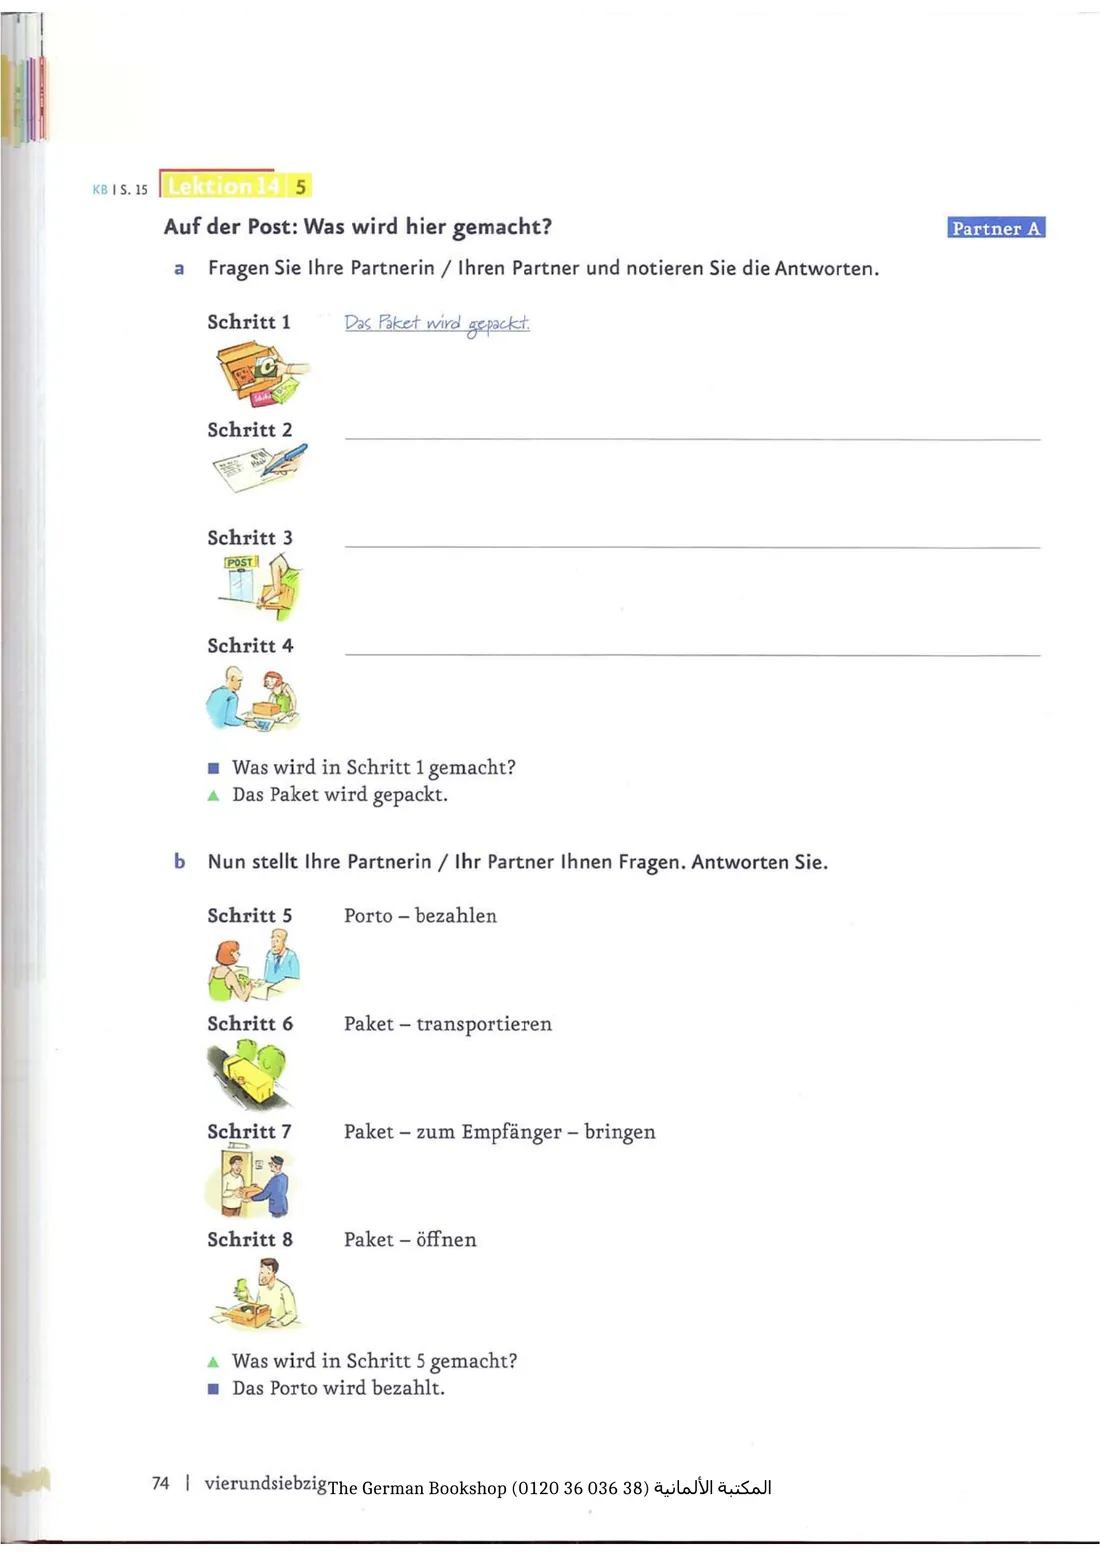 KB | S. 15 Lektion 14 5
Auf der Post: Was wird hier gemacht?
Partner A
a Fragen Sie Ihre Partnerin / Ihren Partner und notieren Sie die Antworten.
Schritt 1 Das Paket wird gepackt.
Schritt 2
Schritt 3
POST
Schritt 4
■ Was wird in Schritt 1 gemacht?
▲ Das Paket wird gepackt.
b Nun stellt Ihre Partnerin / Ihr Partner Ihnen Fragen. Antworten Sie.
Schritt 5 Porto – bezahlen
Schritt 6 Paket – transportieren
Schritt 7 Paket – zum Empfänger – bringen
Schritt 8 Paket – öffnen
▲ Was wird in Schritt 5 gemacht?
■ Das Porto wird bezahlt.
74 | vierundsiebzig The German Bookshop (0120 36 036 38) المكتبة الألمانية